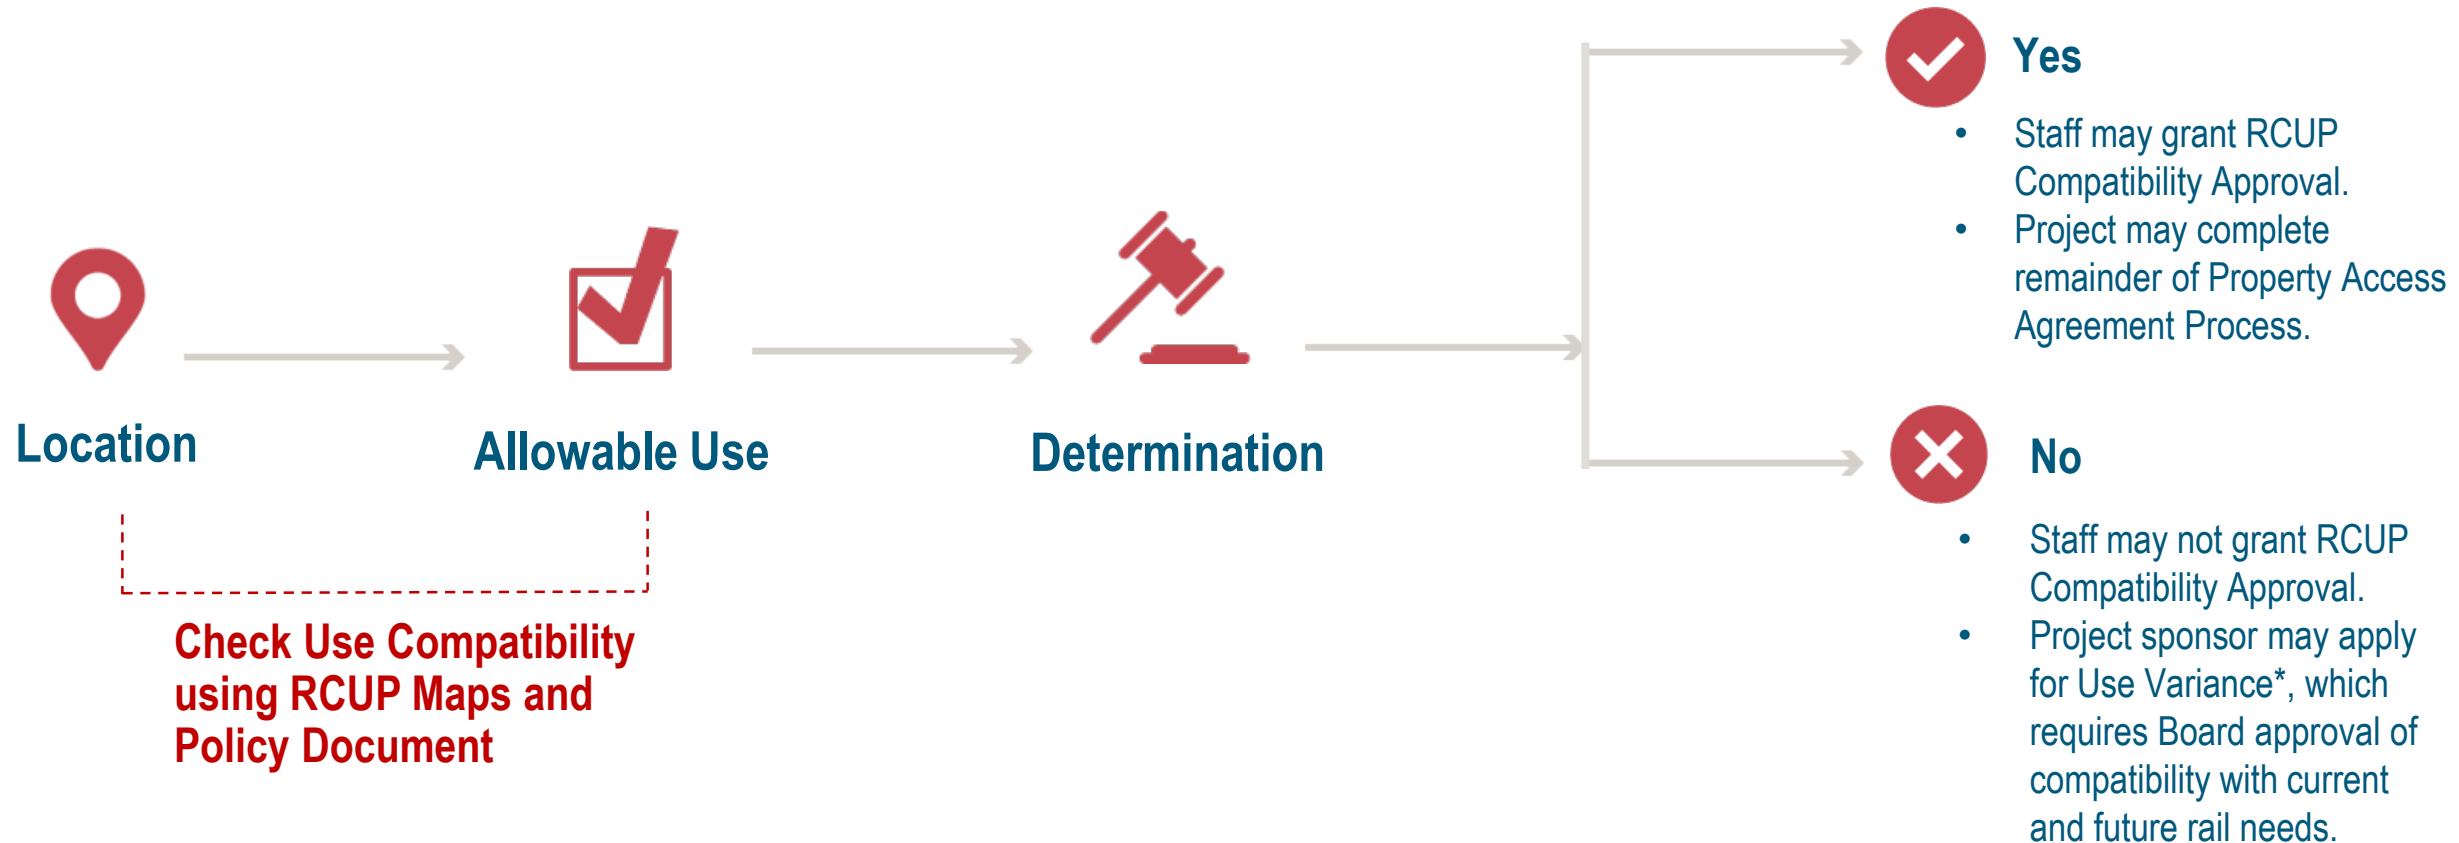 Location
Allowable Use
Determination
Check Use Compatibility
using RCUP Maps and
Policy Document
Yes
• Staff may grant RCUP
Compatibility Approval.
• Project may complete
remainder of Property Access
Agreement Process.
No
• Staff may not grant RCUP
Compatibility Approval.
• Project sponsor may apply
for Use Variance*, which
requires Board approval of
compatibility with current
and future rail needs.